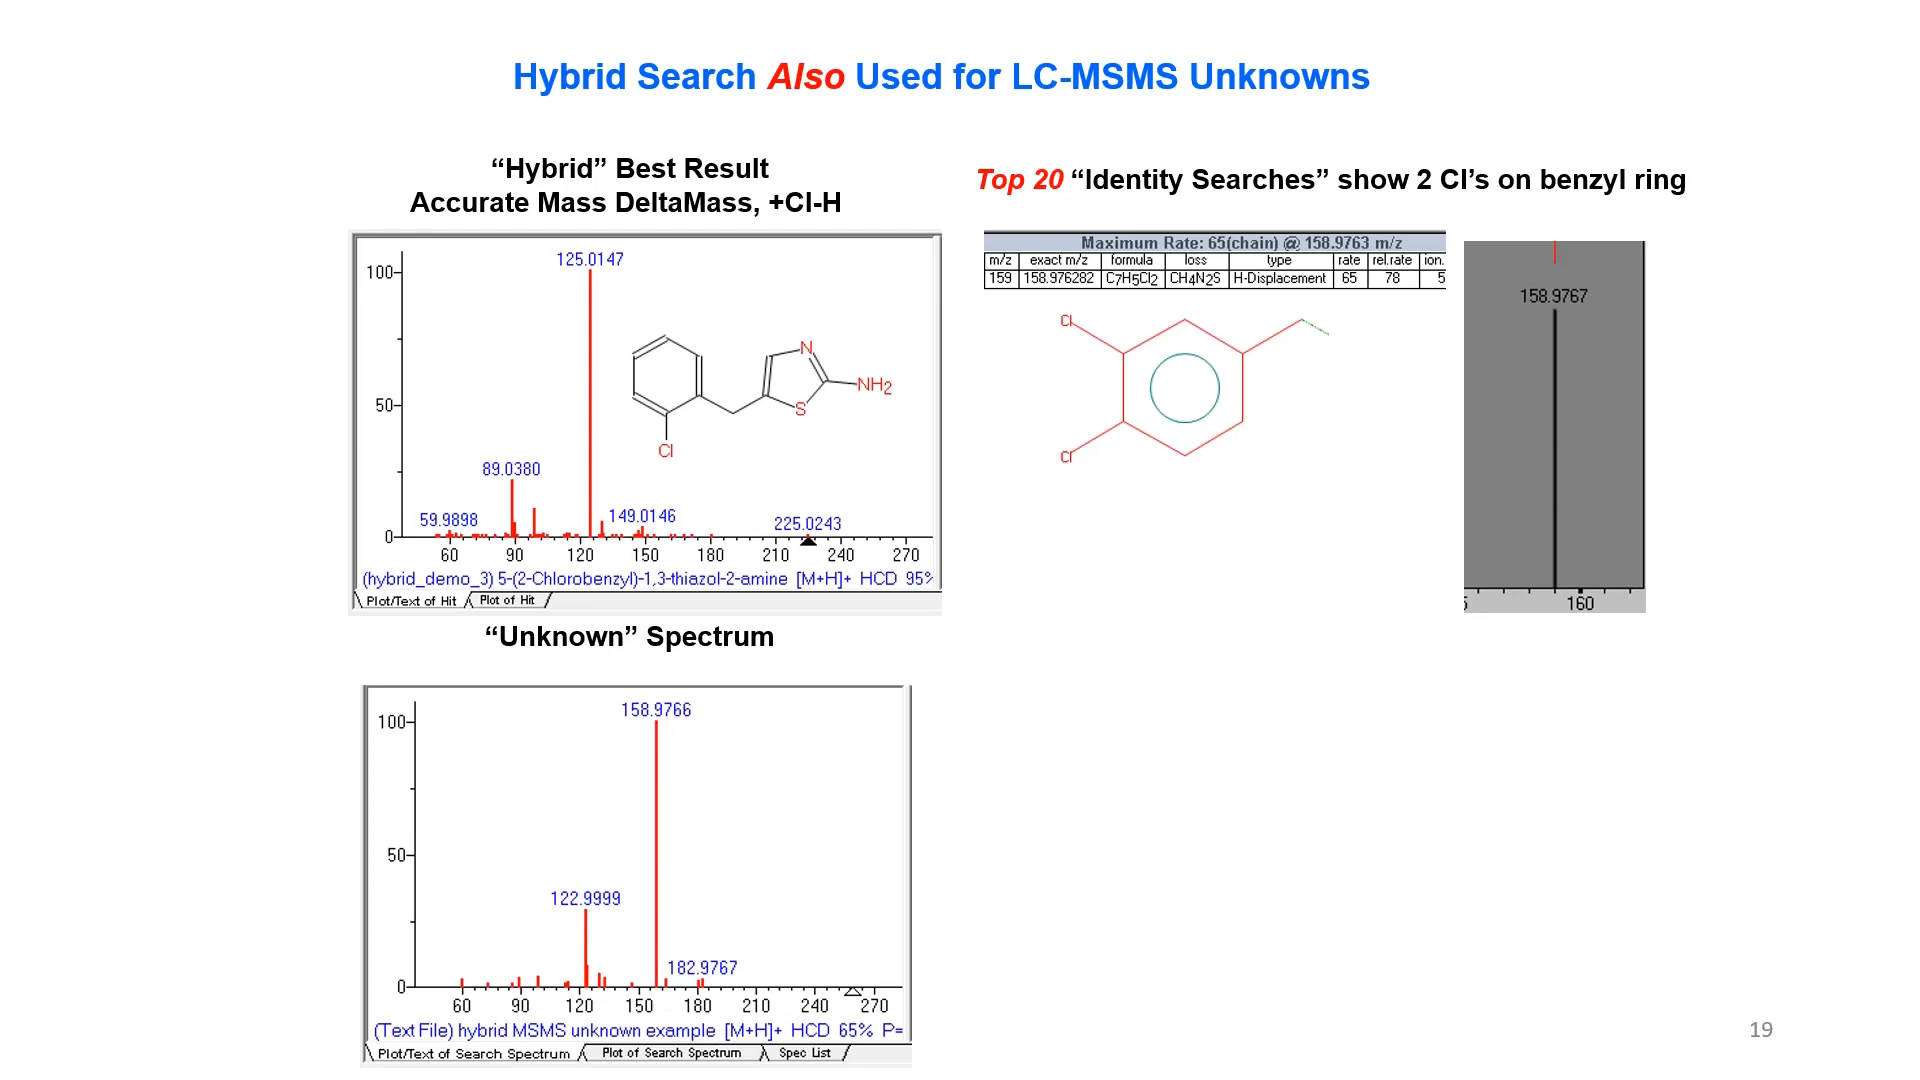 Hybrid Search Also Used for LC-MSMS Unknowns
“Hybrid” Best Result
Accurate Mass DeltaMass, +Cl-H
125.0147
100
50
0
89.0380
59.9898
149.0146
225.0243
N
NH2
S
Cl
60 90 120 150 180 210 240 270
(hybrid_demo_3) 5-(2-Chlorobenzyl)-1,3-thiazol-2-amine [M+H]+ HCD 95%
Plot/Text of Hit Plot of Hit
“Unknown” Spectrum
158.9766
100
50
0
122.9999
182.9767
60 90 120 150 180 210 240 270
(Text File) hybrid MSMS unknown example [M+H]+ HCD 65% P=
Plot/Text of Search Spectrum Plot of Search Spectrum Spec List
Top 20 “Identity Searches” show 2 Cl’s on benzyl ring
Maximum Rate: 65(chain) @ 158.9763 m/z
m/z exact m/z formula loss type rate rel.rate ion.
159 158.976282 C7H5Cl2 CH4N2S H-Displacement 65 78 5
Cl
Cl
158.9767
160
19